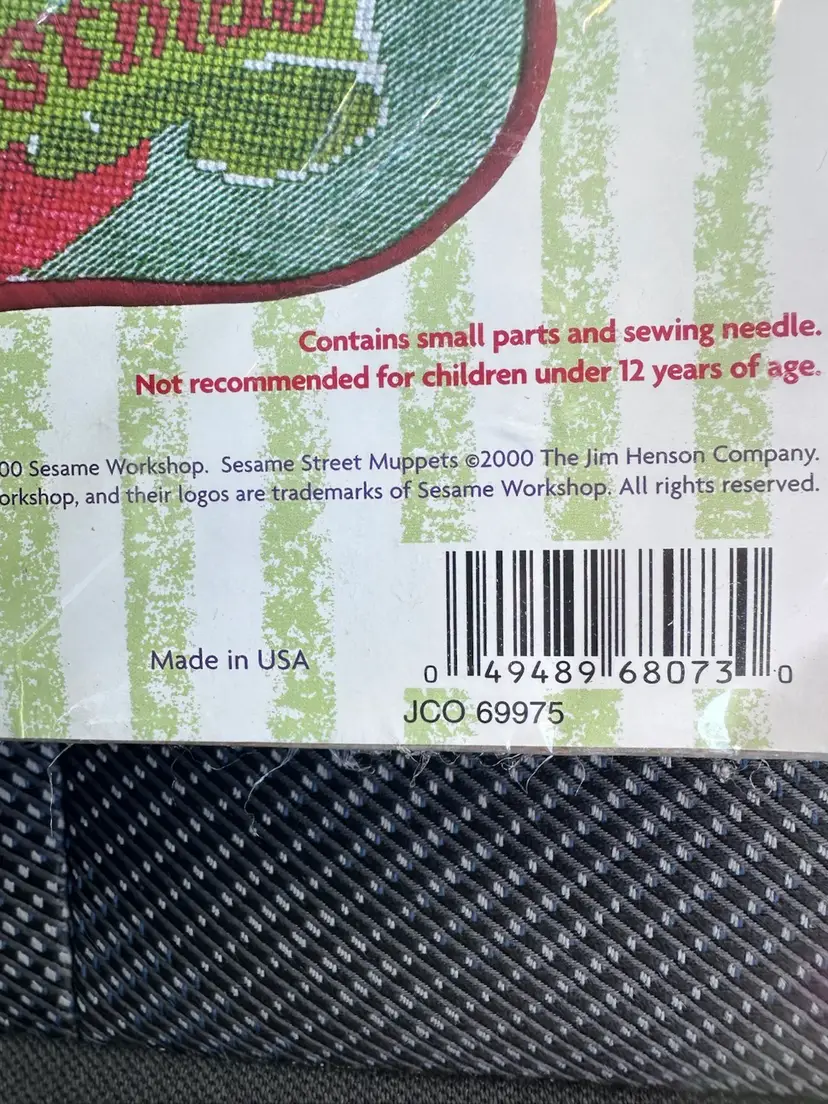 Contains small parts and sewing needle.
Not recommended for children under 12 years of age.
00 Sesame Workshop. Sesame Street Muppets ©2000 The Jim Henson Company.
orkshop, and their logos are trademarks of Sesame Workshop. All rights reserved.
Made in USA
0 49489 68073 0
JCO 69975